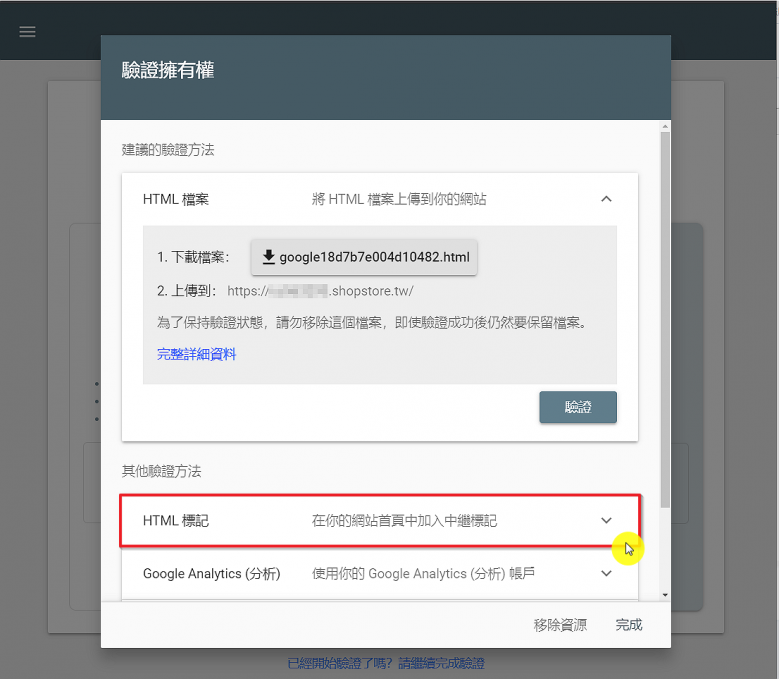 驗證擁有權
建議的驗證方法
HTML 檔案 將 HTML 檔案上傳到你的網站
1. 下載檔案： google18d7b7e004d10482.html
2. 上傳到： https:// .shopstore.tw/
為了保持驗證狀態，請勿移除這個檔案，即使驗證成功後仍然要保留檔案。
完整詳細資料
驗證
其他驗證方法
HTML 標記 在你的網站首頁中加入中繼標記
Google Analytics (分析) 使用你的 Google Analytics (分析) 帳戶
移除資源 完成
已經開始驗證了嗎？請繼續完成驗證